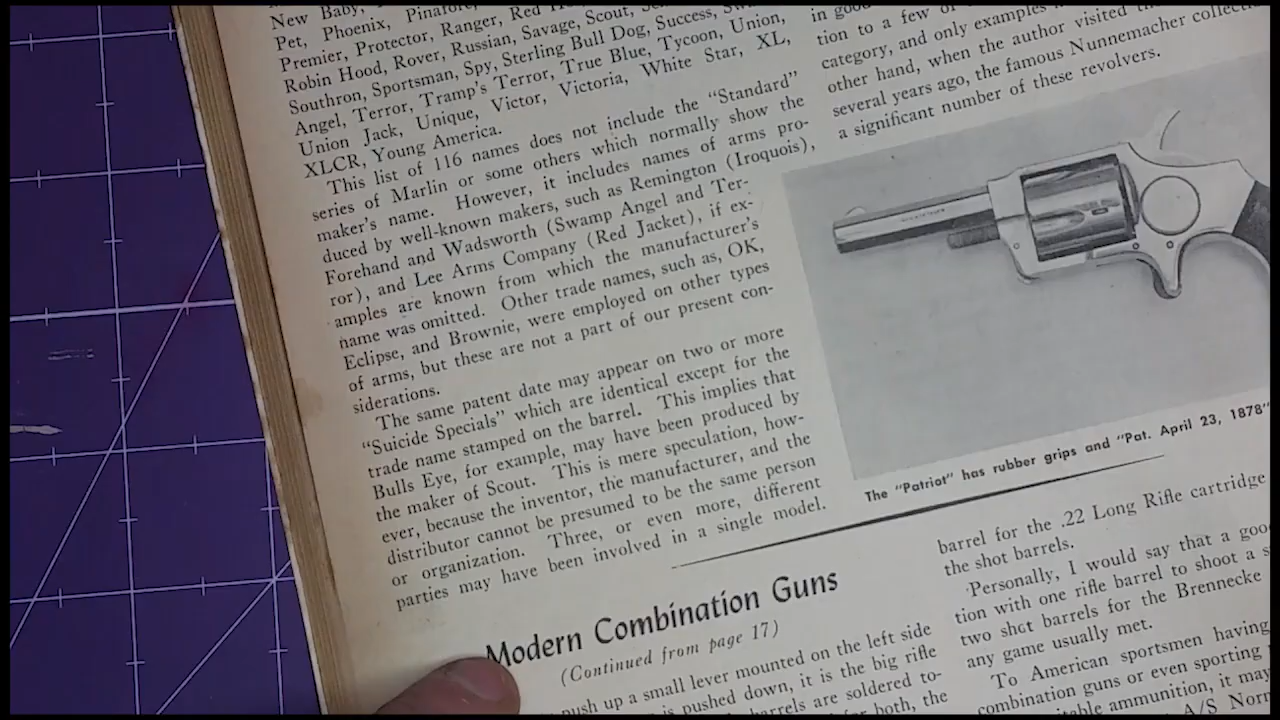 New Baby,
Pet, Phoenix, Pinafore,
Premier, Protector, Ranger, Red
Robin Hood, Rover, Russian, Savage, Scout,
Southron, Sportsman, Spy, Sterling Bull Dog, Success,
Angel, Terror, Tramp's Terror, True Blue, Tycoon, Union,
Union Jack, Unique, Victor, Victoria, White Star, XL,
XLCR, Young America.
This list of 116 names does not include the "Standard"
series of Marlin or some others which normally show the
maker's name. However, it includes names of arms pro-
duced by well-known makers, such as Remington (Iroquois),
Forehand and Wadsworth (Swamp Angel and Ter-
ror), and Lee Arms Company (Red Jacket), if ex-
amples are known from which the manufacturer's
name was omitted. Other trade names, such as, OK,
Eclipse, and Brownie, were employed on other types
of arms, but these are not a part of our present con-
siderations.
The same patent date may appear on two or more
"Suicide Specials" which are identical except for the
trade name stamped on the barrel. This implies that
Bulls Eye, for example, may have been produced by
the maker of Scout. This is mere speculation, how-
ever, because the inventor, the manufacturer, and the
distributor cannot be presumed to be the same person
or organization. Three, or even more, different
parties may have been involved in a single model.
in good
tion to a few of
category, and only examples
other hand, when the author visited
several years ago, the famous Nunnemacher
a significant number of these revolvers.
The "Patriot" has rubber grips and "Pat. April 23, 1878"
Modern Combination Guns
(Continued from page 17)
push up a small lever mounted on the left side
is pushed down, it is the big rifle
barrels are soldered to-
both, the
barrel for the .22 Long Rifle cartridge
the shot barrels.
Personally, I would say that a good
tion with one rifle barrel to shoot a
two shot barrels for the Brennecke
any game usually met.
To American sportsmen having
combination guns or even sporting
ammunition, it may
A/S